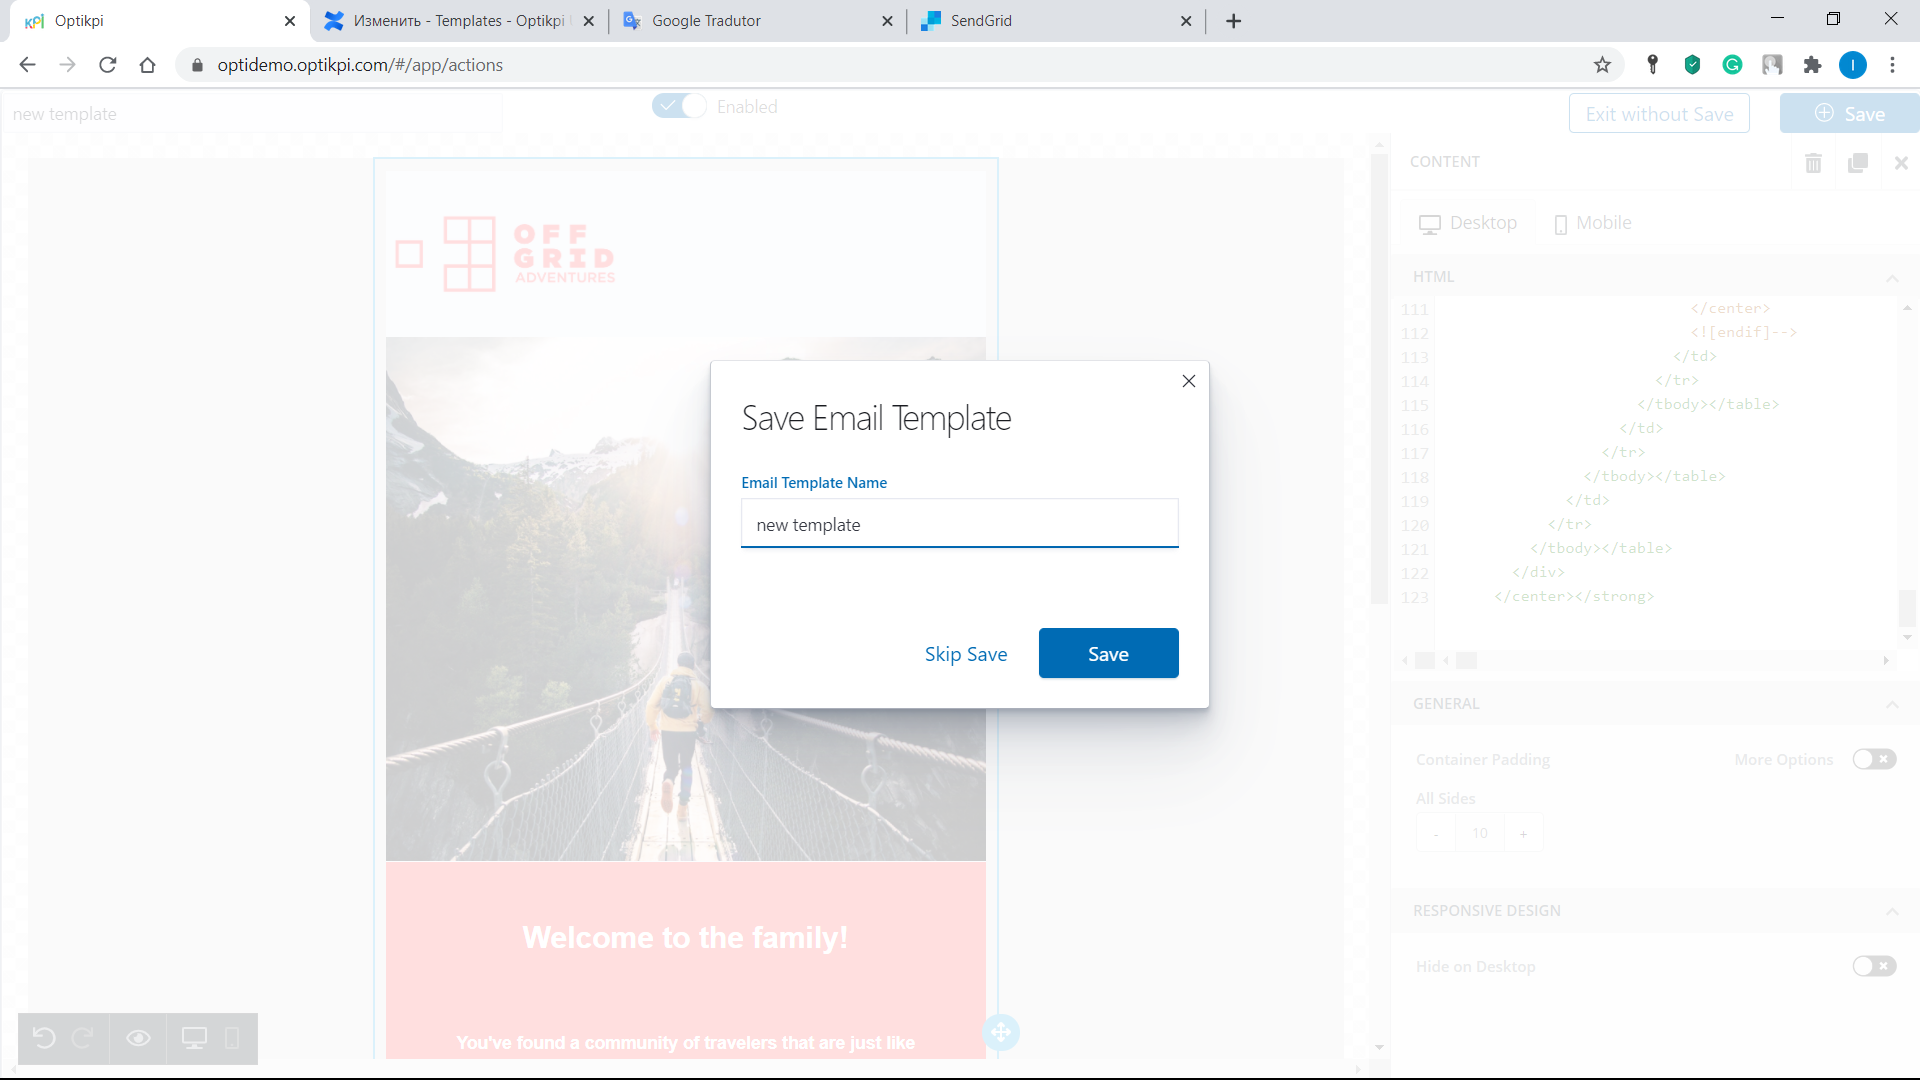 Optikpi
Изменить - Templates - Optikpi
Google Tradutor
SendGrid
optidemo.optikpi.com/#/app/actions
I
new template
Enabled
Exit without Save
Save
CONTENT
Desktop
Mobile
HTML
OFF
GRID
ADVENTURES
111 </center>
112 <![endif]-->
113 </td>
114 </tr>
115 </tbody></table>
116 </td>
117 </tr>
118 </tbody></table>
119 </td>
120 </tr>
121 </tbody></table>
122 </div>
123 </center></strong>
Save Email Template
Email Template Name
new template
Skip Save
Save
GENERAL
Container Padding
More Options
All Sides
- 10 +
RESPONSIVE DESIGN
Hide on Desktop
Welcome to the family!
You've found a community of travelers that are just like